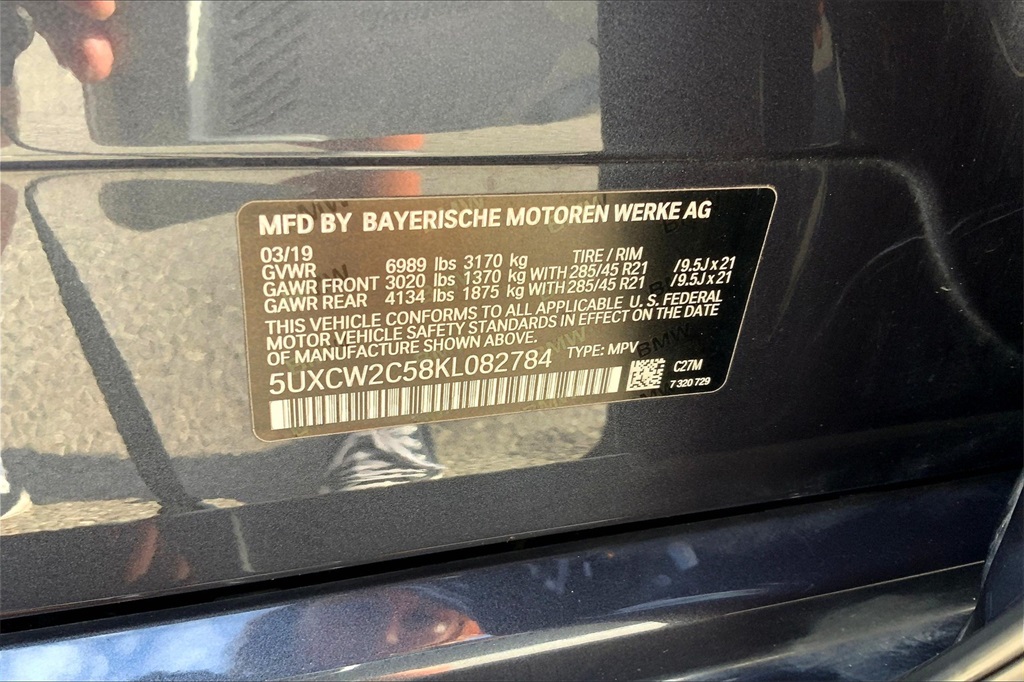 MFD BY BAYERISCHE MOTOREN WERKE AG
03/19 TIRE / RIM
GVWR 6989 lbs 3170 kg
GAWR FRONT 3020 lbs 1370 kg WITH 285/45 R21 /9.5J x 21
GAWR REAR 4134 lbs 1875 kg WITH 285/45 R21 /9.5J x 21
THIS VEHICLE CONFORMS TO ALL APPLICABLE U.S. FEDERAL
MOTOR VEHICLE SAFETY STANDARDS IN EFFECT ON THE DATE
OF MANUFACTURE SHOWN ABOVE.
5UXCW2C58KL082784 TYPE: MPV
C27M
7 320 729
BMW